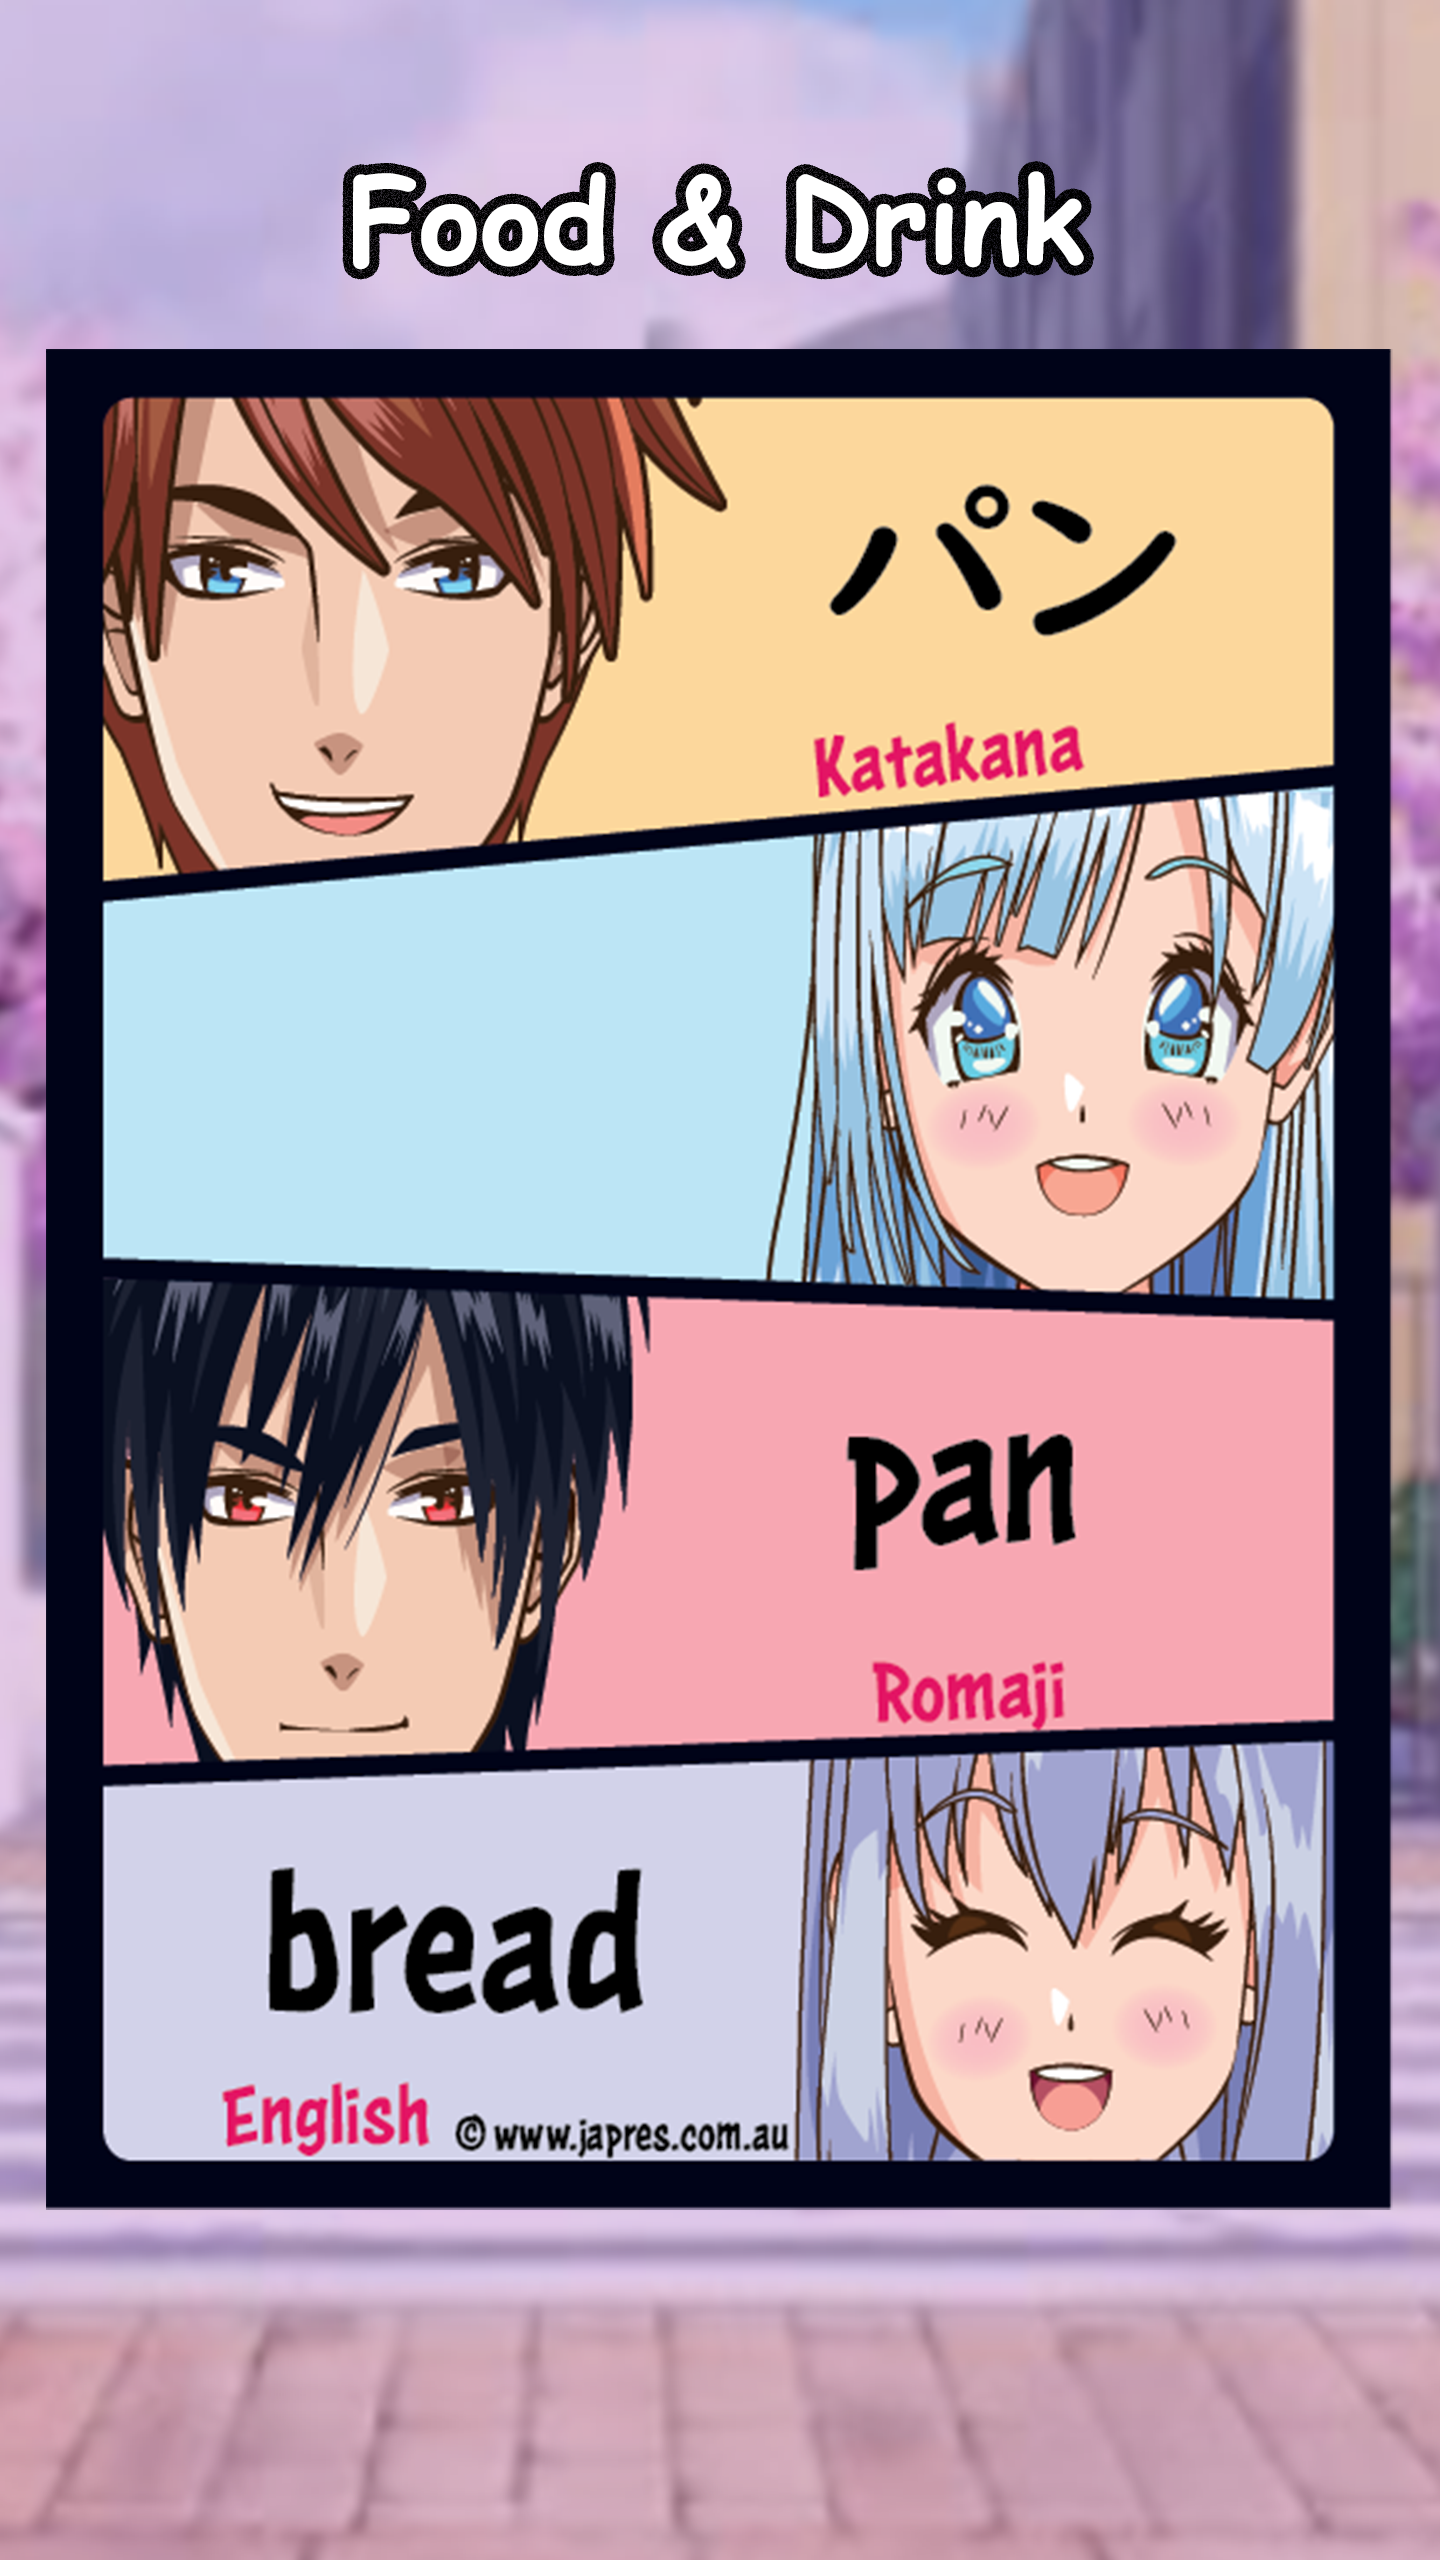 Food & Drink
パン
Katakana
pan
Romaji
bread
English
© www.japres.com.au